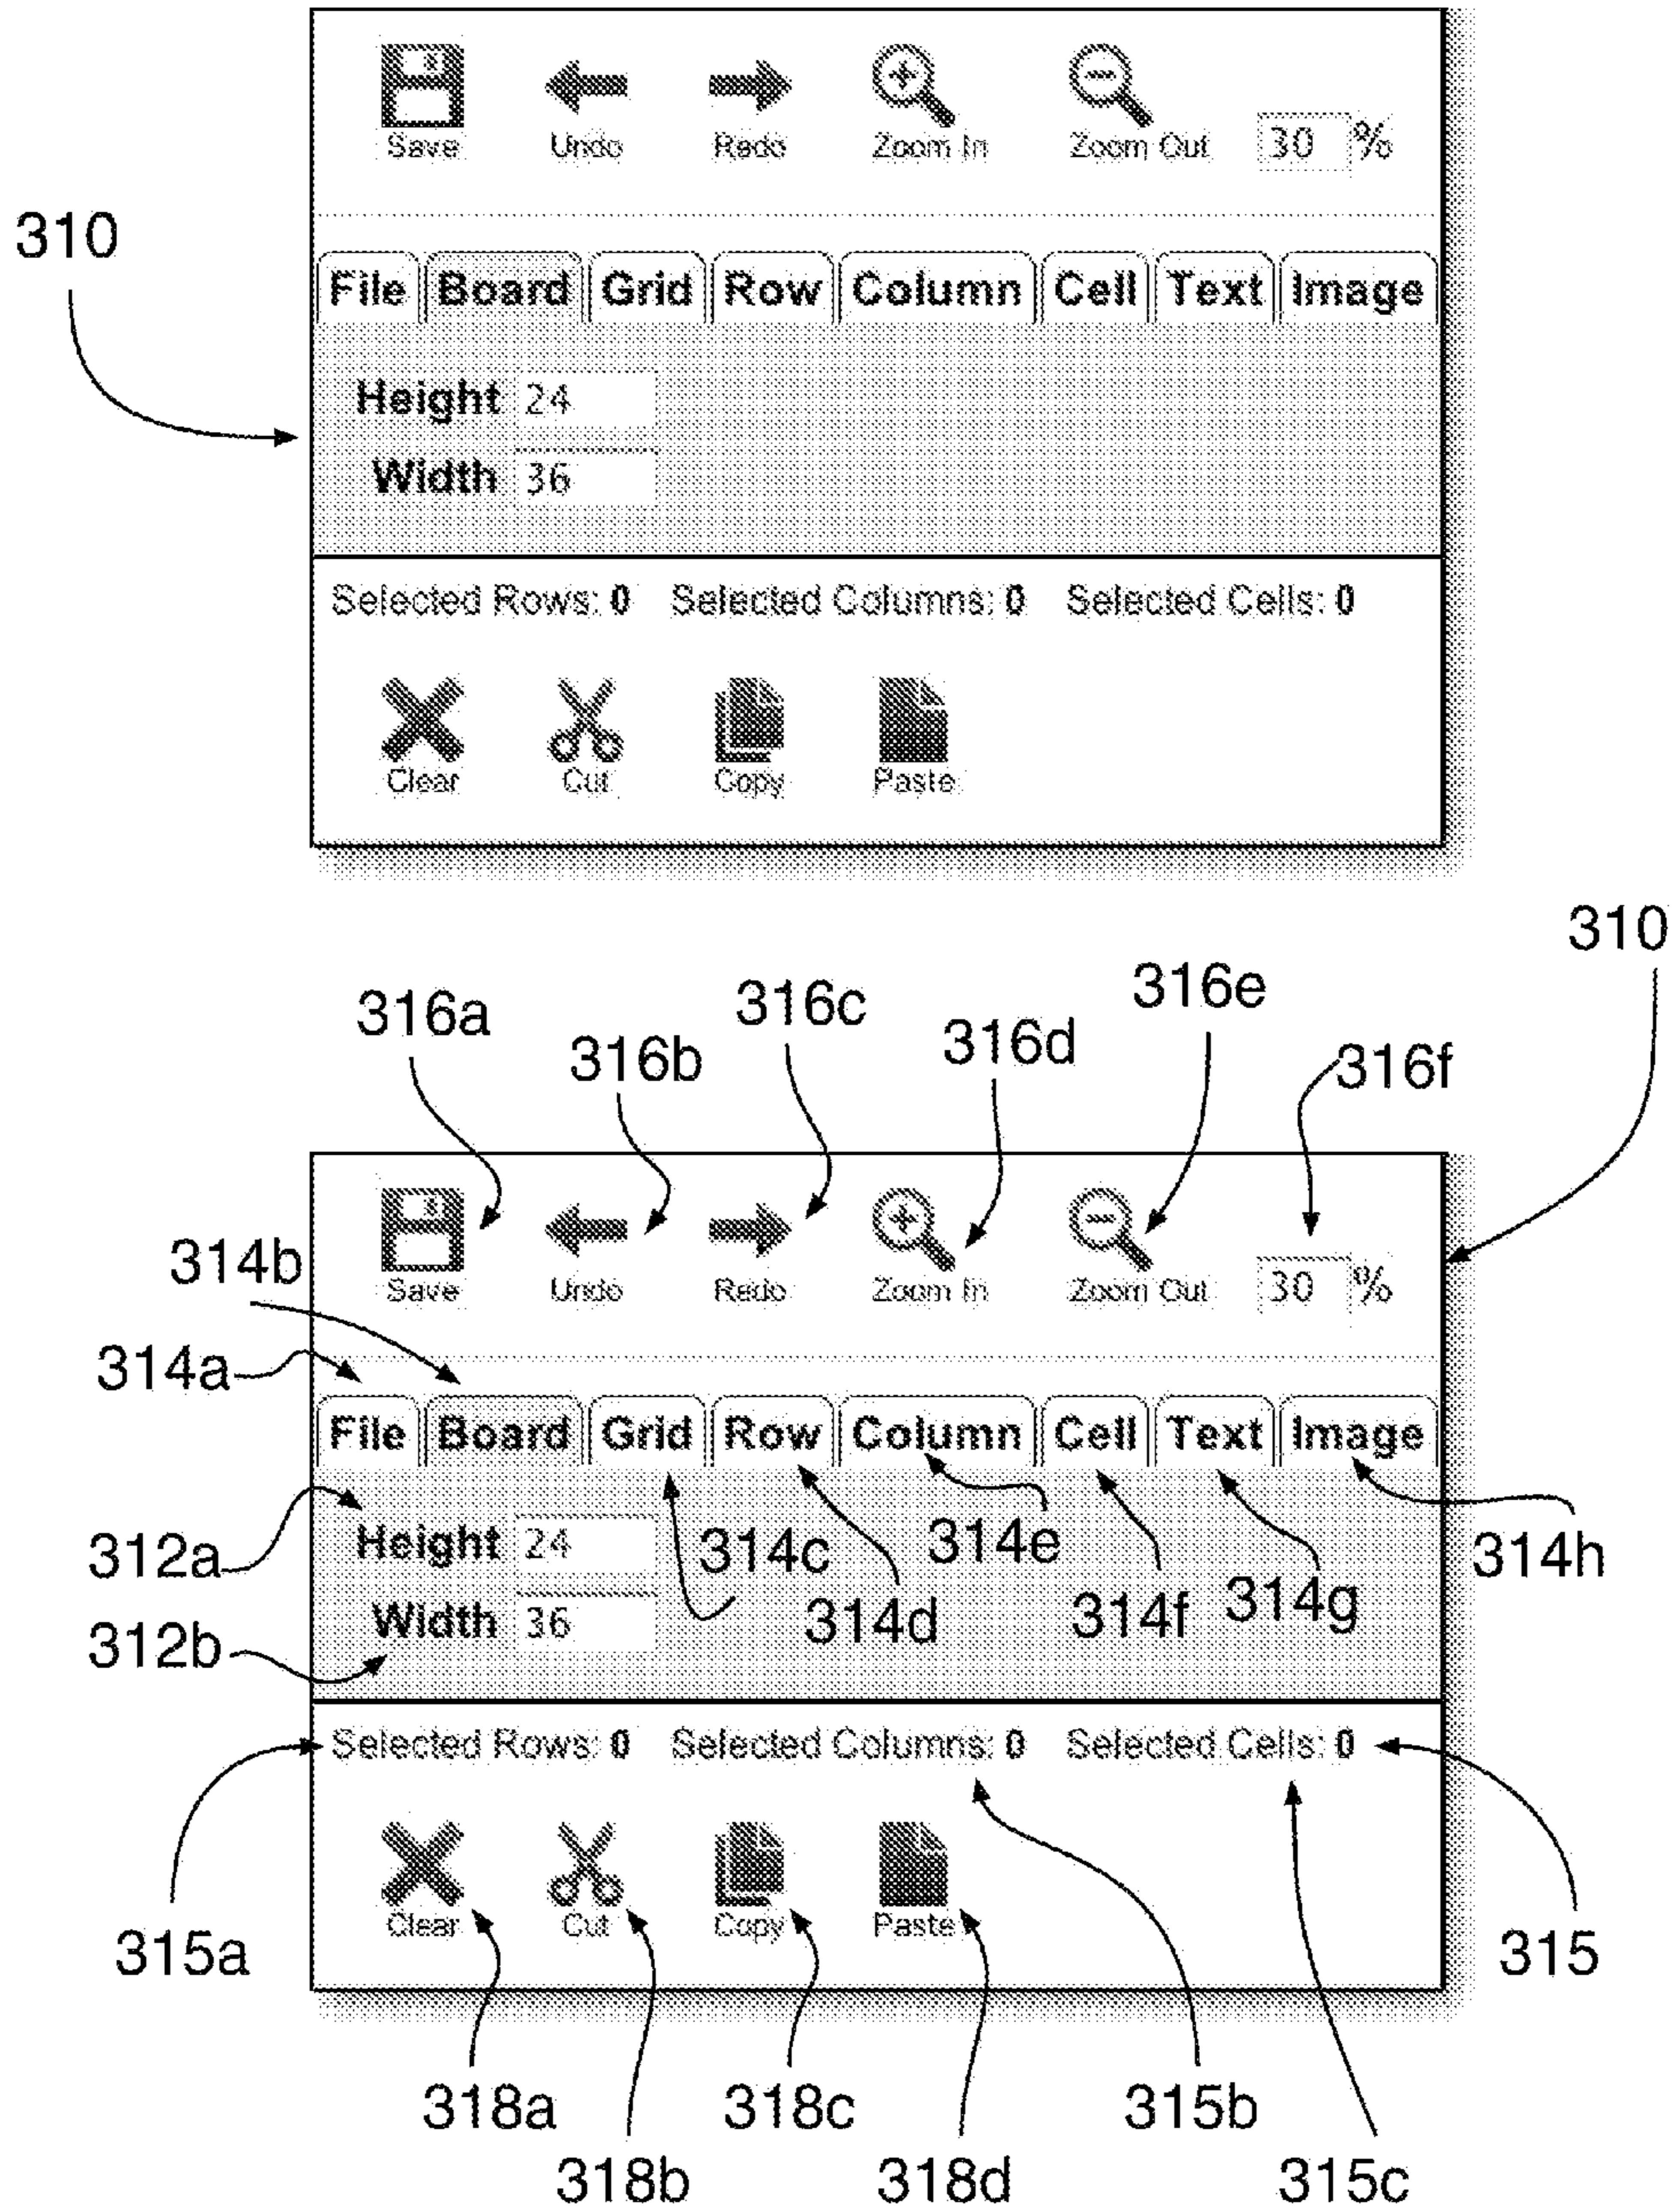 Save Undo Redo Zoom In Zoom Out 30 %
310
File Board Grid Row Column Cell Text Image
Height 24
Width 36
Selected Rows: 0 Selected Columns: 0 Selected Cells: 0
Clear Cut Copy Paste
310
316a 316b 316c 316d 316e 316f
314b
Save Undo Redo Zoom In Zoom Out 30 %
314a
File Board Grid Row Column Cell Text Image
312a Height 24 314c 314e 314h
312b Width 36 314d 314f 314g
Selected Rows: 0 Selected Columns: 0 Selected Cells: 0
Clear Cut Copy Paste
315a 315
318a 318c 315b
318b 318d 315c